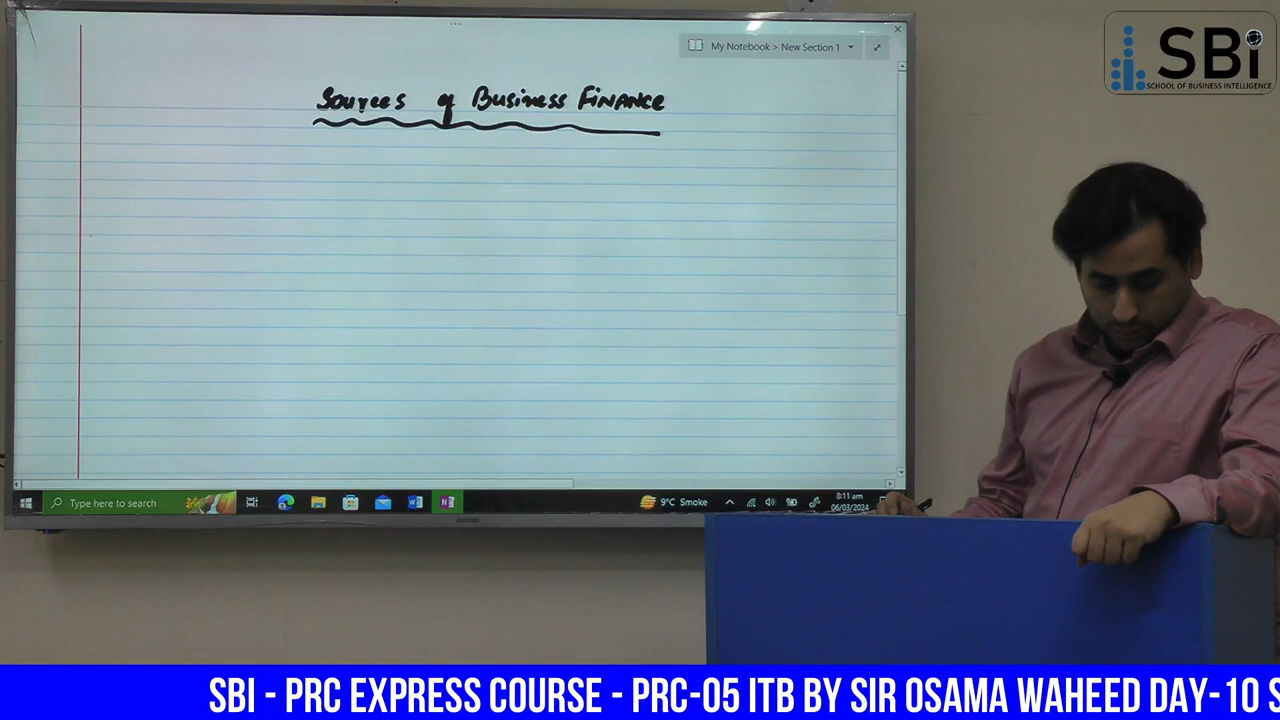 My Notebook > New Section 1
SBi
SCHOOL OF BUSINESS INTELLIGENCE
Sources of Business Finance
Type here to search
9°C Smoke
8:11 am
06/03/2024
SBI - PRC EXPRESS COURSE - PRC-05 ITB BY SIR OSAMA WAHEED DAY-10 S